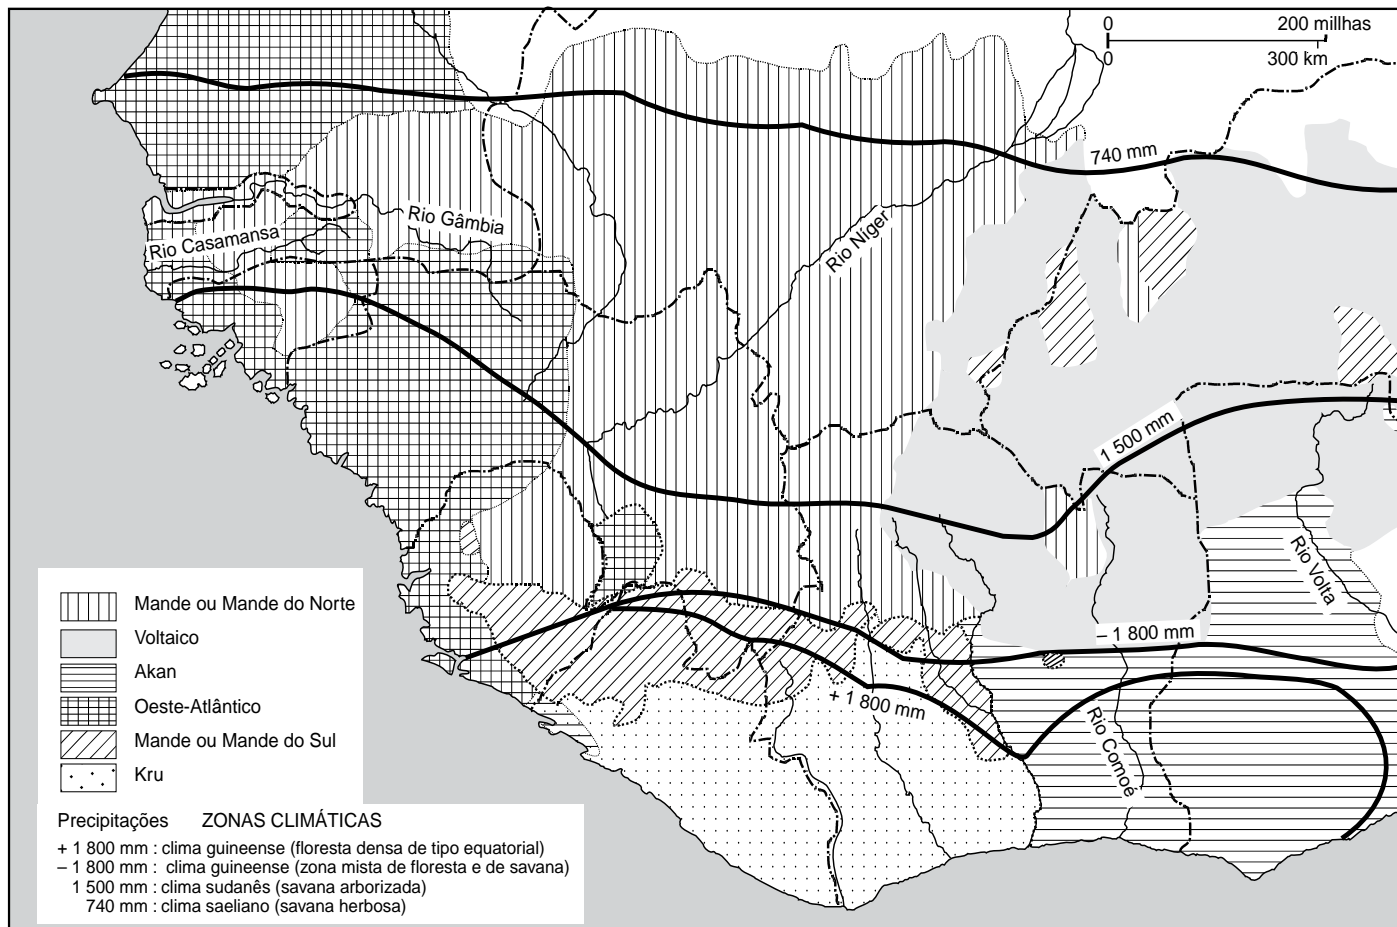 0 200 millhas
0 300 km
740 mm
Rio Gâmbia
Rio Casamansa
Rio Níger
1 500 mm
Rio Volta
– 1 800 mm
+ 1 800 mm
Rio Comoé
Mande ou Mande do Norte
Voltaico
Akan
Oeste-Atlântico
Mande ou Mande do Sul
Kru
Precipitações ZONAS CLIMÁTICAS
+ 1 800 mm : clima guineense (floresta densa de tipo equatorial)
– 1 800 mm : clima guineense (zona mista de floresta e de savana)
1 500 mm : clima sudanês (savana arborizada)
740 mm : clima saeliano (savana herbosa)